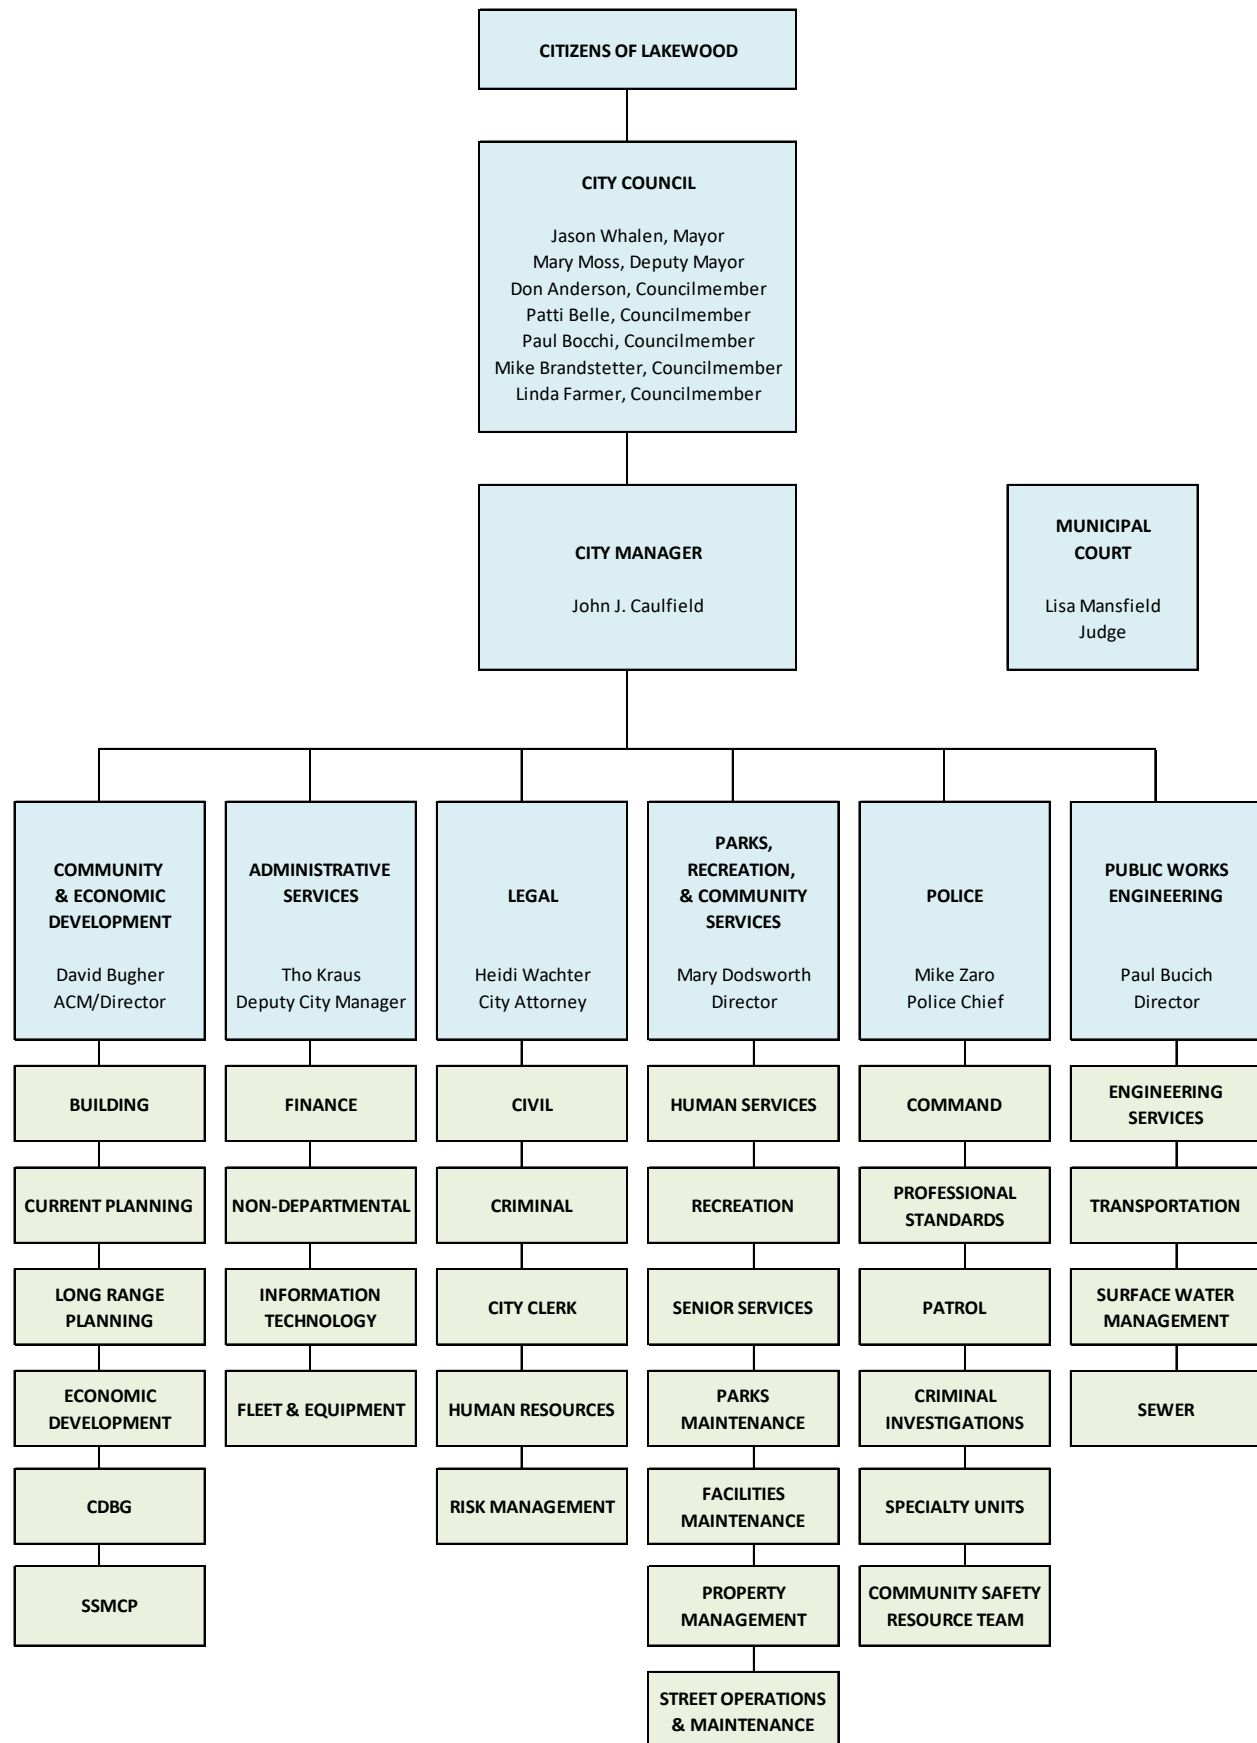 CITIZENS OF LAKEWOOD
CITY COUNCIL
Jason Whalen, Mayor
Mary Moss, Deputy Mayor
Don Anderson, Councilmember
Patti Belle, Councilmember
Paul Bocchi, Councilmember
Mike Brandstetter, Councilmember
Linda Farmer, Councilmember
CITY MANAGER
John J. Caulfield
MUNICIPAL
COURT
Lisa Mansfield
Judge
COMMUNITY
& ECONOMIC
DEVELOPMENT
David Bugher
ACM/Director
BUILDING
CURRENT PLANNING
LONG RANGE
PLANNING
ECONOMIC
DEVELOPMENT
CDBG
SSMCP
ADMINISTRATIVE
SERVICES
Tho Kraus
Deputy City Manager
FINANCE
NON-DEPARTMENTAL
INFORMATION
TECHNOLOGY
FLEET & EQUIPMENT
LEGAL
Heidi Wachter
City Attorney
CIVIL
CRIMINAL
CITY CLERK
HUMAN RESOURCES
RISK MANAGEMENT
PARKS,
RECREATION,
& COMMUNITY
SERVICES
Mary Dodsworth
Director
HUMAN SERVICES
RECREATION
SENIOR SERVICES
PARKS
MAINTENANCE
FACILITIES
MAINTENANCE
PROPERTY
MANAGEMENT
STREET OPERATIONS
& MAINTENANCE
POLICE
Mike Zaro
Police Chief
COMMAND
PROFESSIONAL
STANDARDS
PATROL
CRIMINAL
INVESTIGATIONS
SPECIALTY UNITS
COMMUNITY SAFETY
RESOURCE TEAM
PUBLIC WORKS
ENGINEERING
Paul Bucich
Director
ENGINEERING
SERVICES
TRANSPORTATION
SURFACE WATER
MANAGEMENT
SEWER